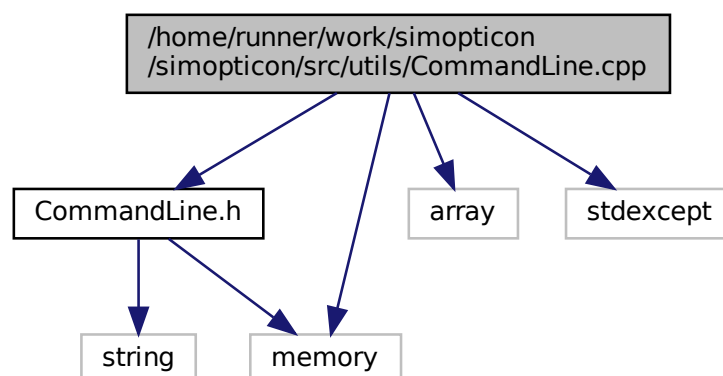 /home/runner/work/simopticon
/simopticon/src/utils/CommandLine.cpp
CommandLine.h
array
stdexcept
string
memory